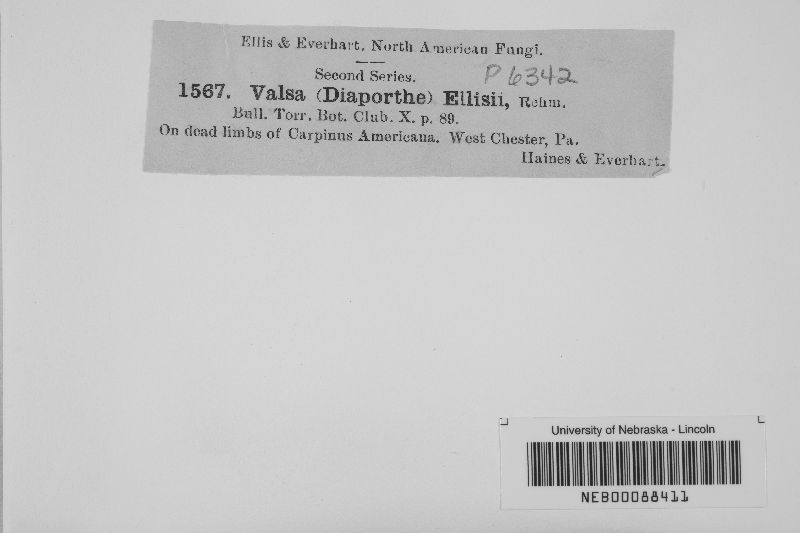 Ellis & Everhart, North American Fungi.
Second Series.
P 6342
1567. Valsa (Diaporthe) Ellisii, Rehm.
Bull. Torr. Bot. Club. X. p. 89.
On dead limbs of Carpinus Americana. West Chester, Pa.
Haines & Everhart.
University of Nebraska - Lincoln
NEB00088411